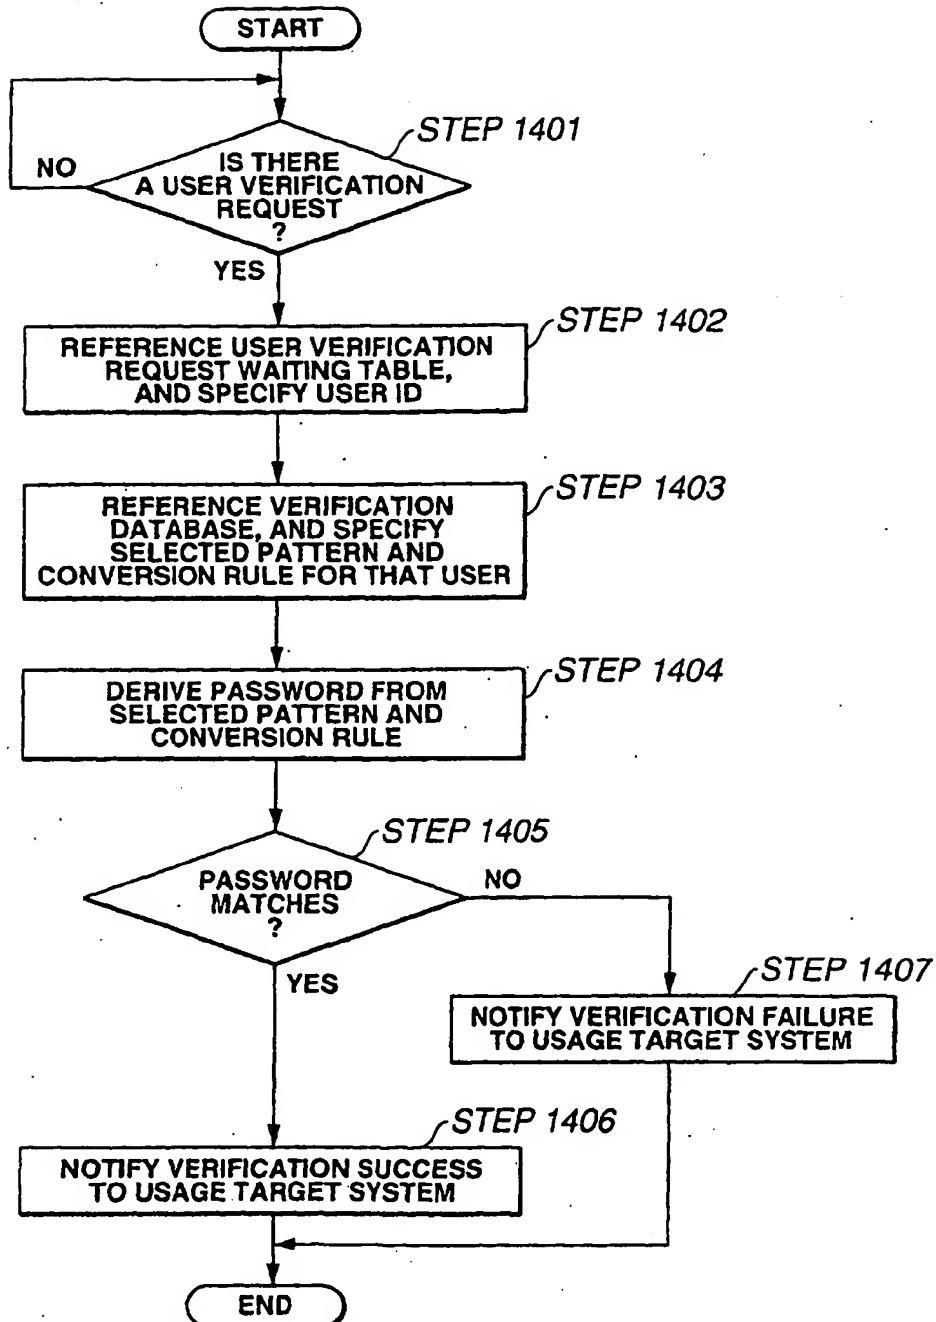 START
STEP 1401
NO
IS THERE
A USER VERIFICATION
REQUEST
?
YES
STEP 1402
REFERENCE USER VERIFICATION
REQUEST WAITING TABLE,
AND SPECIFY USER ID
STEP 1403
REFERENCE VERIFICATION
DATABASE, AND SPECIFY
SELECTED PATTERN AND
CONVERSION RULE FOR THAT USER
STEP 1404
DERIVE PASSWORD FROM
SELECTED PATTERN AND
CONVERSION RULE
STEP 1405
PASSWORD
MATCHES
?
NO
YES
STEP 1407
NOTIFY VERIFICATION FAILURE
TO USAGE TARGET SYSTEM
STEP 1406
NOTIFY VERIFICATION SUCCESS
TO USAGE TARGET SYSTEM
END